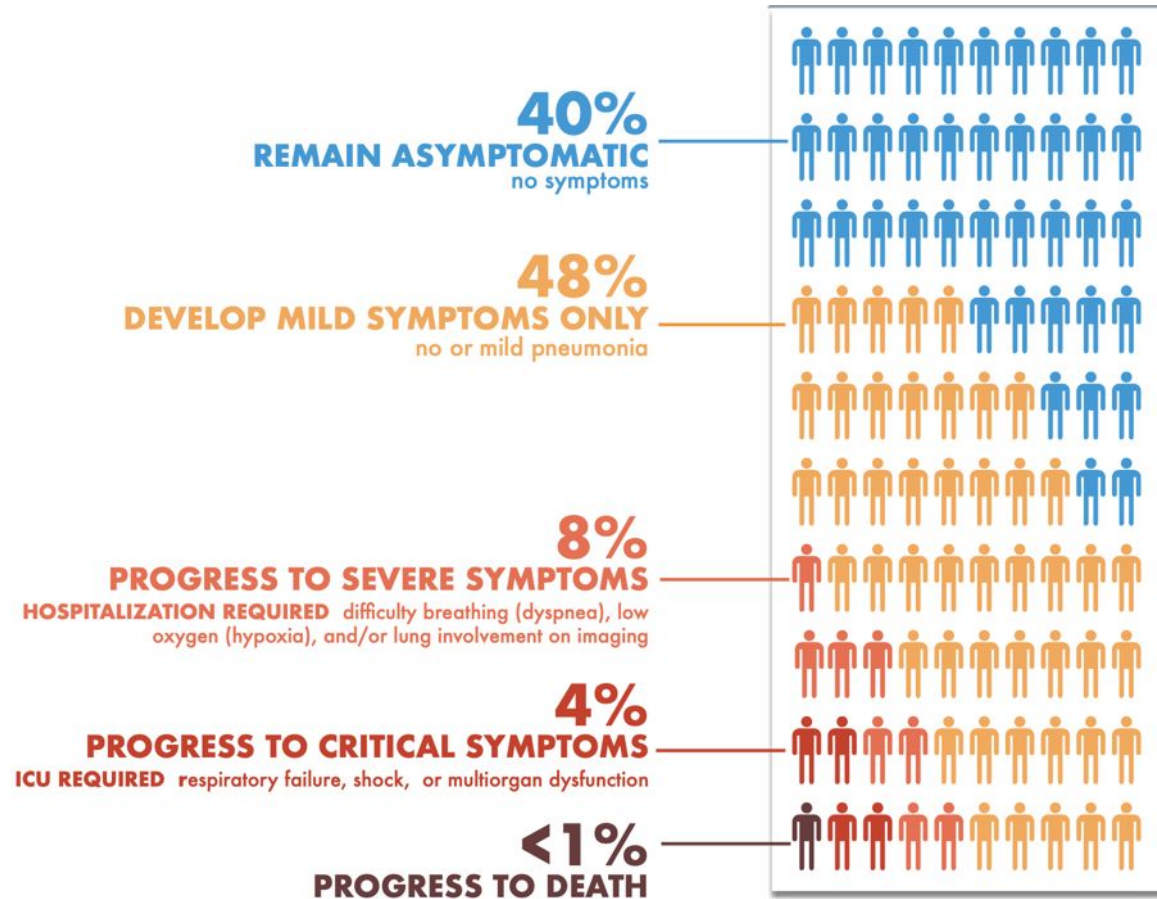 40%
REMAIN ASYMPTOMATIC
no symptoms
48%
DEVELOP MILD SYMPTOMS ONLY
no or mild pneumonia
8%
PROGRESS TO SEVERE SYMPTOMS
HOSPITALIZATION REQUIRED difficulty breathing (dyspnea), low
oxygen (hypoxia), and/or lung involvement on imaging
4%
PROGRESS TO CRITICAL SYMPTOMS
ICU REQUIRED respiratory failure, shock, or multiorgan dysfunction
<1%
PROGRESS TO DEATH